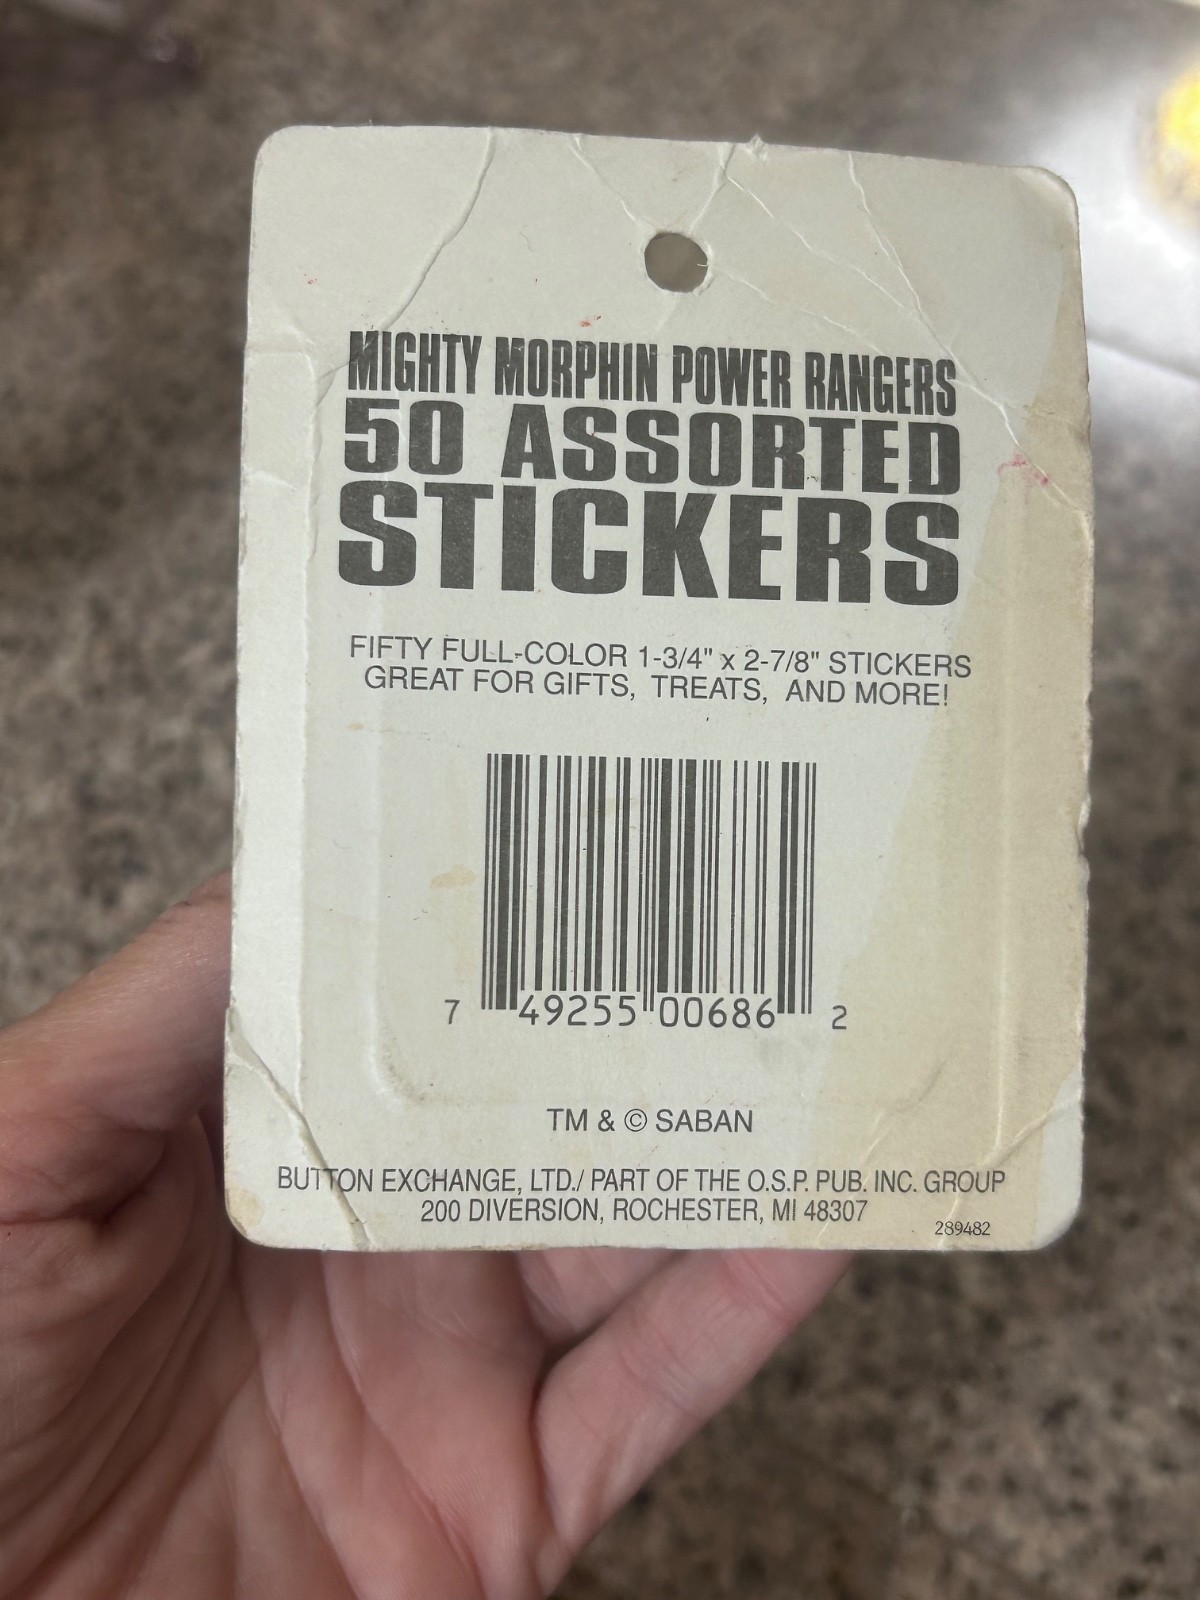 MIGHTY MORPHIN POWER RANGERS
50 ASSORTED
STICKERS
FIFTY FULL-COLOR 1-3/4" x 2-7/8" STICKERS
GREAT FOR GIFTS, TREATS, AND MORE!
7 49255 00686 2
TM & © SABAN
BUTTON EXCHANGE, LTD./ PART OF THE O.S.P. PUB. INC. GROUP
200 DIVERSION, ROCHESTER, MI 48307
289482